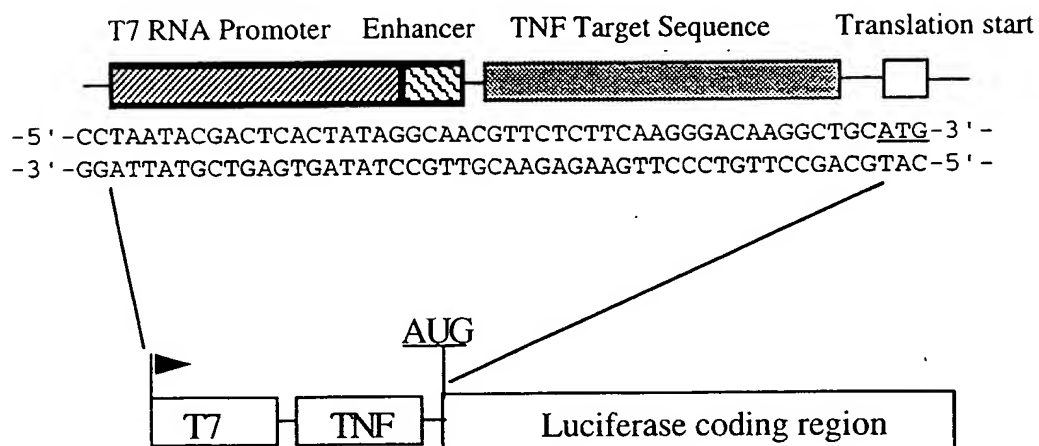 T7 RNA Promoter Enhancer TNF Target Sequence Translation start
-5'-CCTAATACGACTCACTATAGGCAACGTTCTCTTCAAGGGACAAGGCTGCATG-3'-
-3'-GGATTATGCTGAGTGATATCCGTTGCAAGAGAAGTTCCCTGTTCCGACGTAC-5'-
AUG
T7 TNF Luciferase coding region